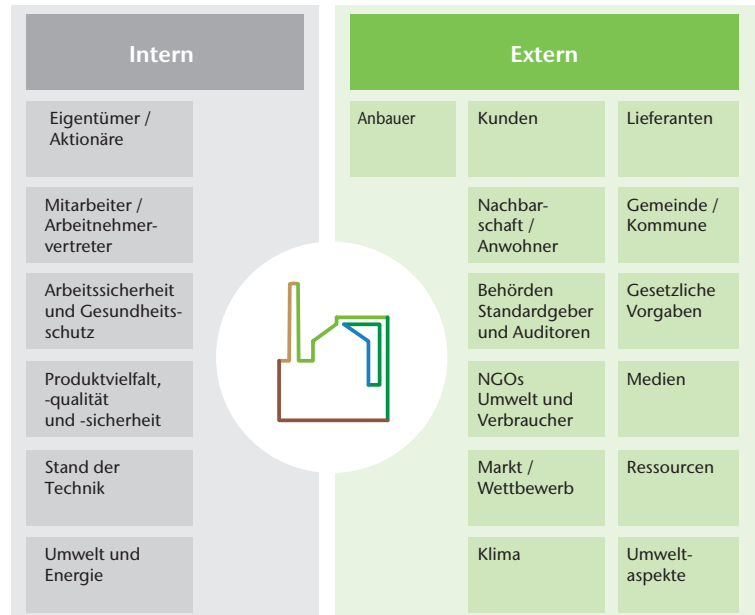 Intern
Eigentümer /
Aktionäre
Mitarbeiter /
Arbeitnehmer-
vertreter
Arbeitssicherheit
und Gesundheits-
schutz
Produktvielfalt,
-qualität
und -sicherheit
Stand der
Technik
Umwelt und
Energie
Extern
Anbauer
Kunden
Lieferanten
Nachbar-
schaft /
Anwohner
Gemeinde /
Kommune
Behörden
Standardgeber
und Auditoren
Gesetzliche
Vorgaben
NGOs
Umwelt und
Verbraucher
Medien
Markt /
Wettbewerb
Ressourcen
Klima
Umwelt-
aspekte